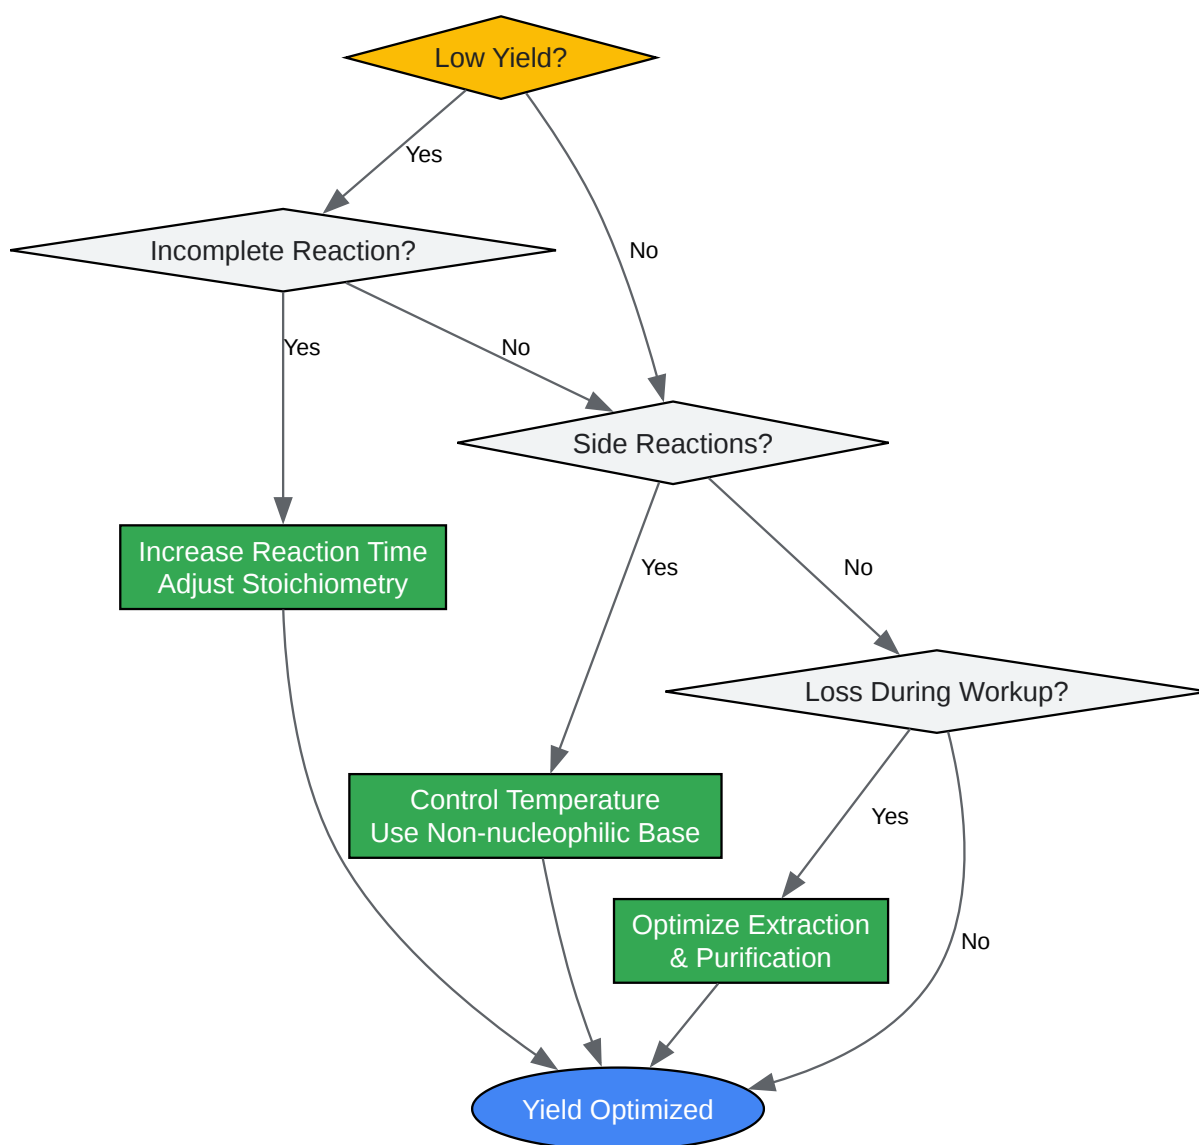 Low Yield?
Yes
No
Incomplete Reaction?
Yes
No
Side Reactions?
Increase Reaction Time
Adjust Stoichiometry
Yes
No
Loss During Workup?
Control Temperature
Use Non-nucleophilic Base
Yes
Optimize Extraction
& Purification
No
Yield Optimized